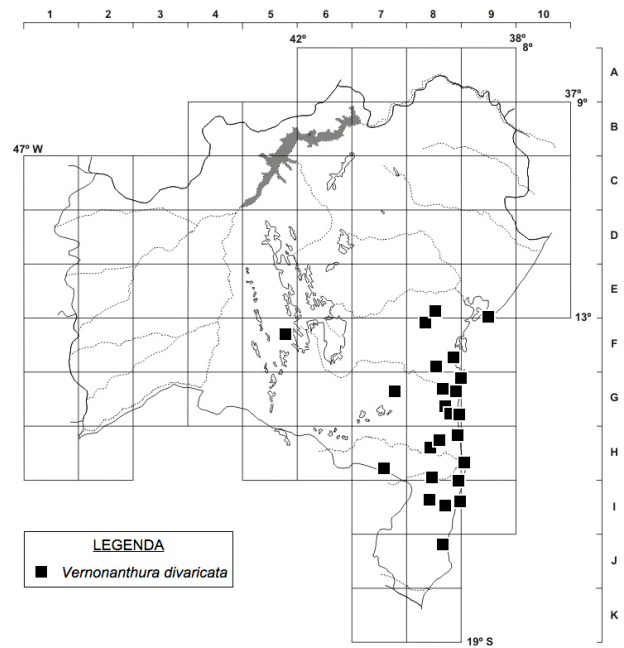 1 2 3 4 5 6 7 8 9 10
42º 38º
8º
A
37º
9º
B
47º W
C
D
E
13º
F
G
H
I
LEGENDA
Vernonanthura divaricata
J
K
19º S